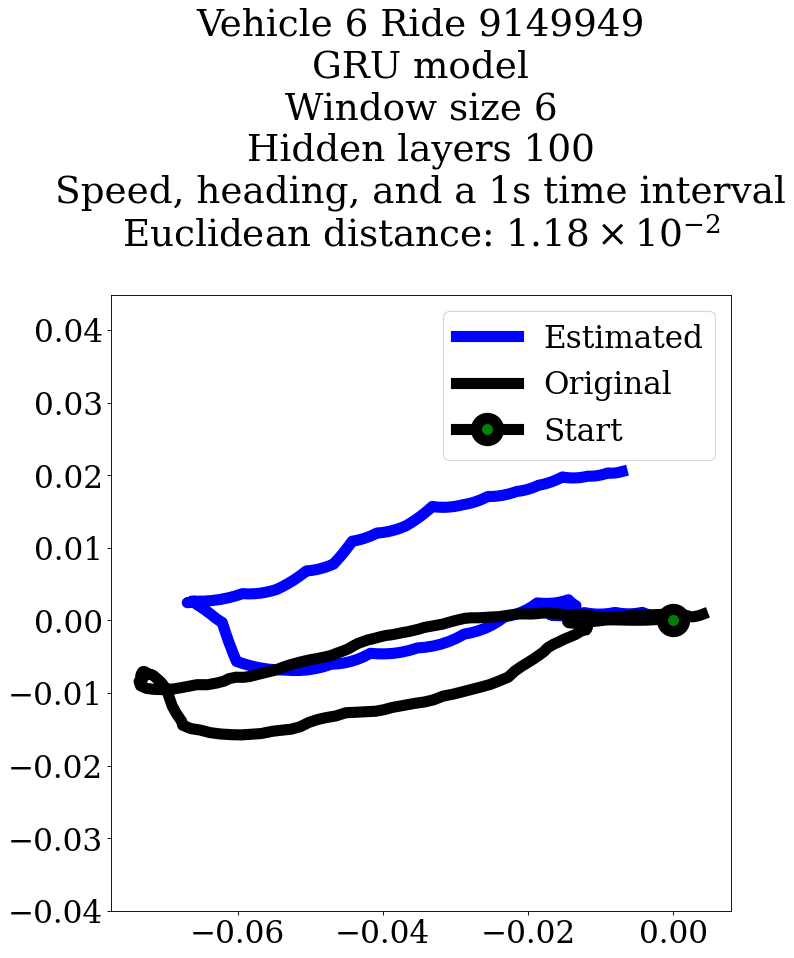 Vehicle 6 Ride 9149949
GRU model
Window size 6
Hidden layers 100
Speed, heading, and a 1s time interval
Euclidean distance: 1.18 × 10⁻²
Estimated
Original
Start
0.04
0.03
0.02
0.01
0.00
−0.01
−0.02
−0.03
−0.04
−0.06 −0.04 −0.02 0.00